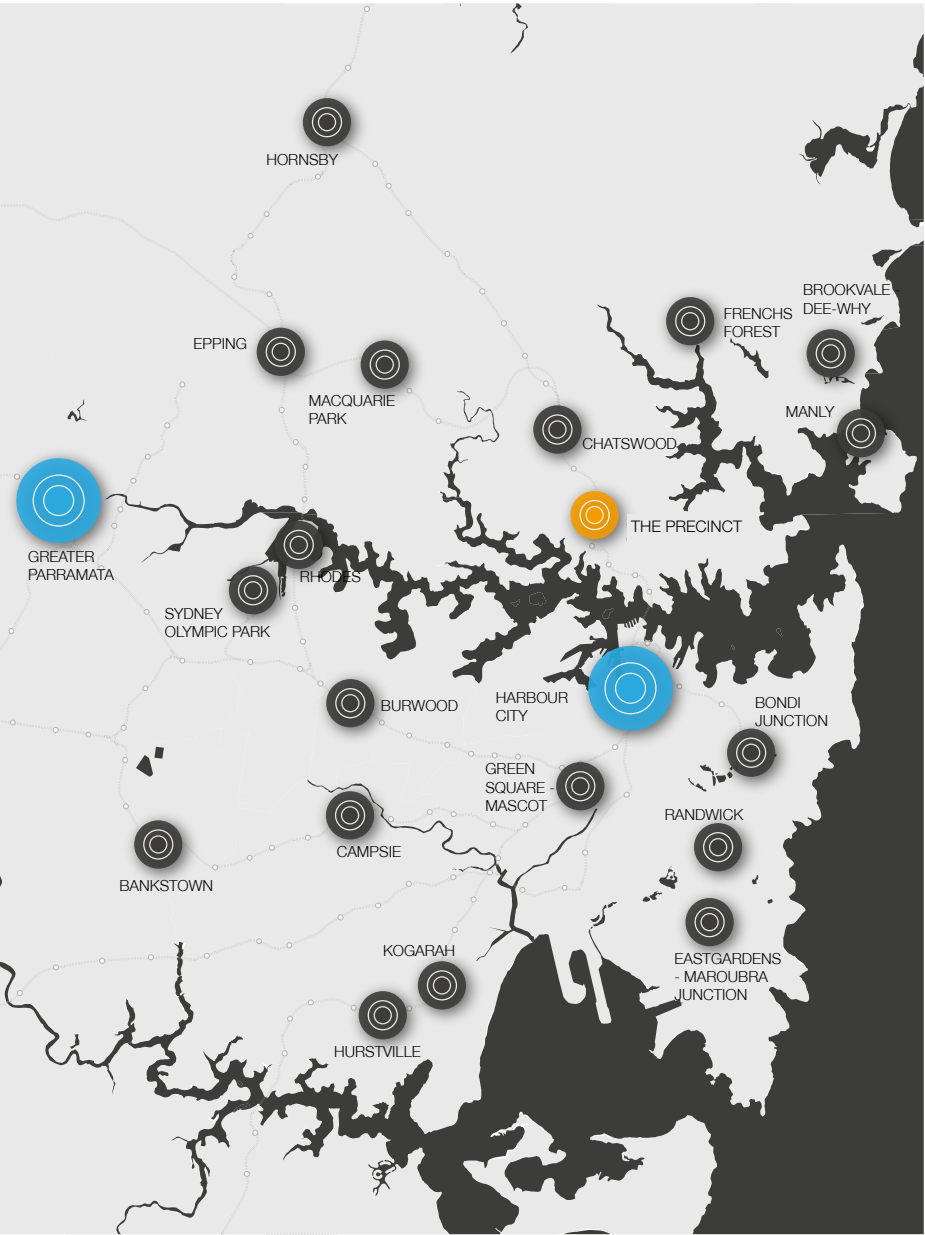 HORNSBY
BROOKVALE -
DEE-WHY
FRENCHS
FOREST
EPPING
MACQUARIE
PARK
MANLY
CHATSWOOD
THE PRECINCT
GREATER
PARRAMATA
RHODES
SYDNEY
OLYMPIC PARK
HARBOUR
CITY
BURWOOD
BONDI
JUNCTION
GREEN
SQUARE -
MASCOT
RANDWICK
CAMPSIE
BANKSTOWN
KOGARAH
EASTGARDENS
- MAROUBRA
JUNCTION
HURSTVILLE